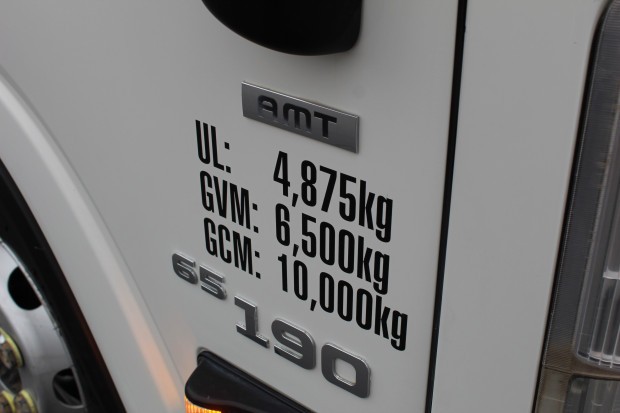 AMT
UL: 4,875kg
GVM: 6,500kg
GCM: 10,000kg
65 190